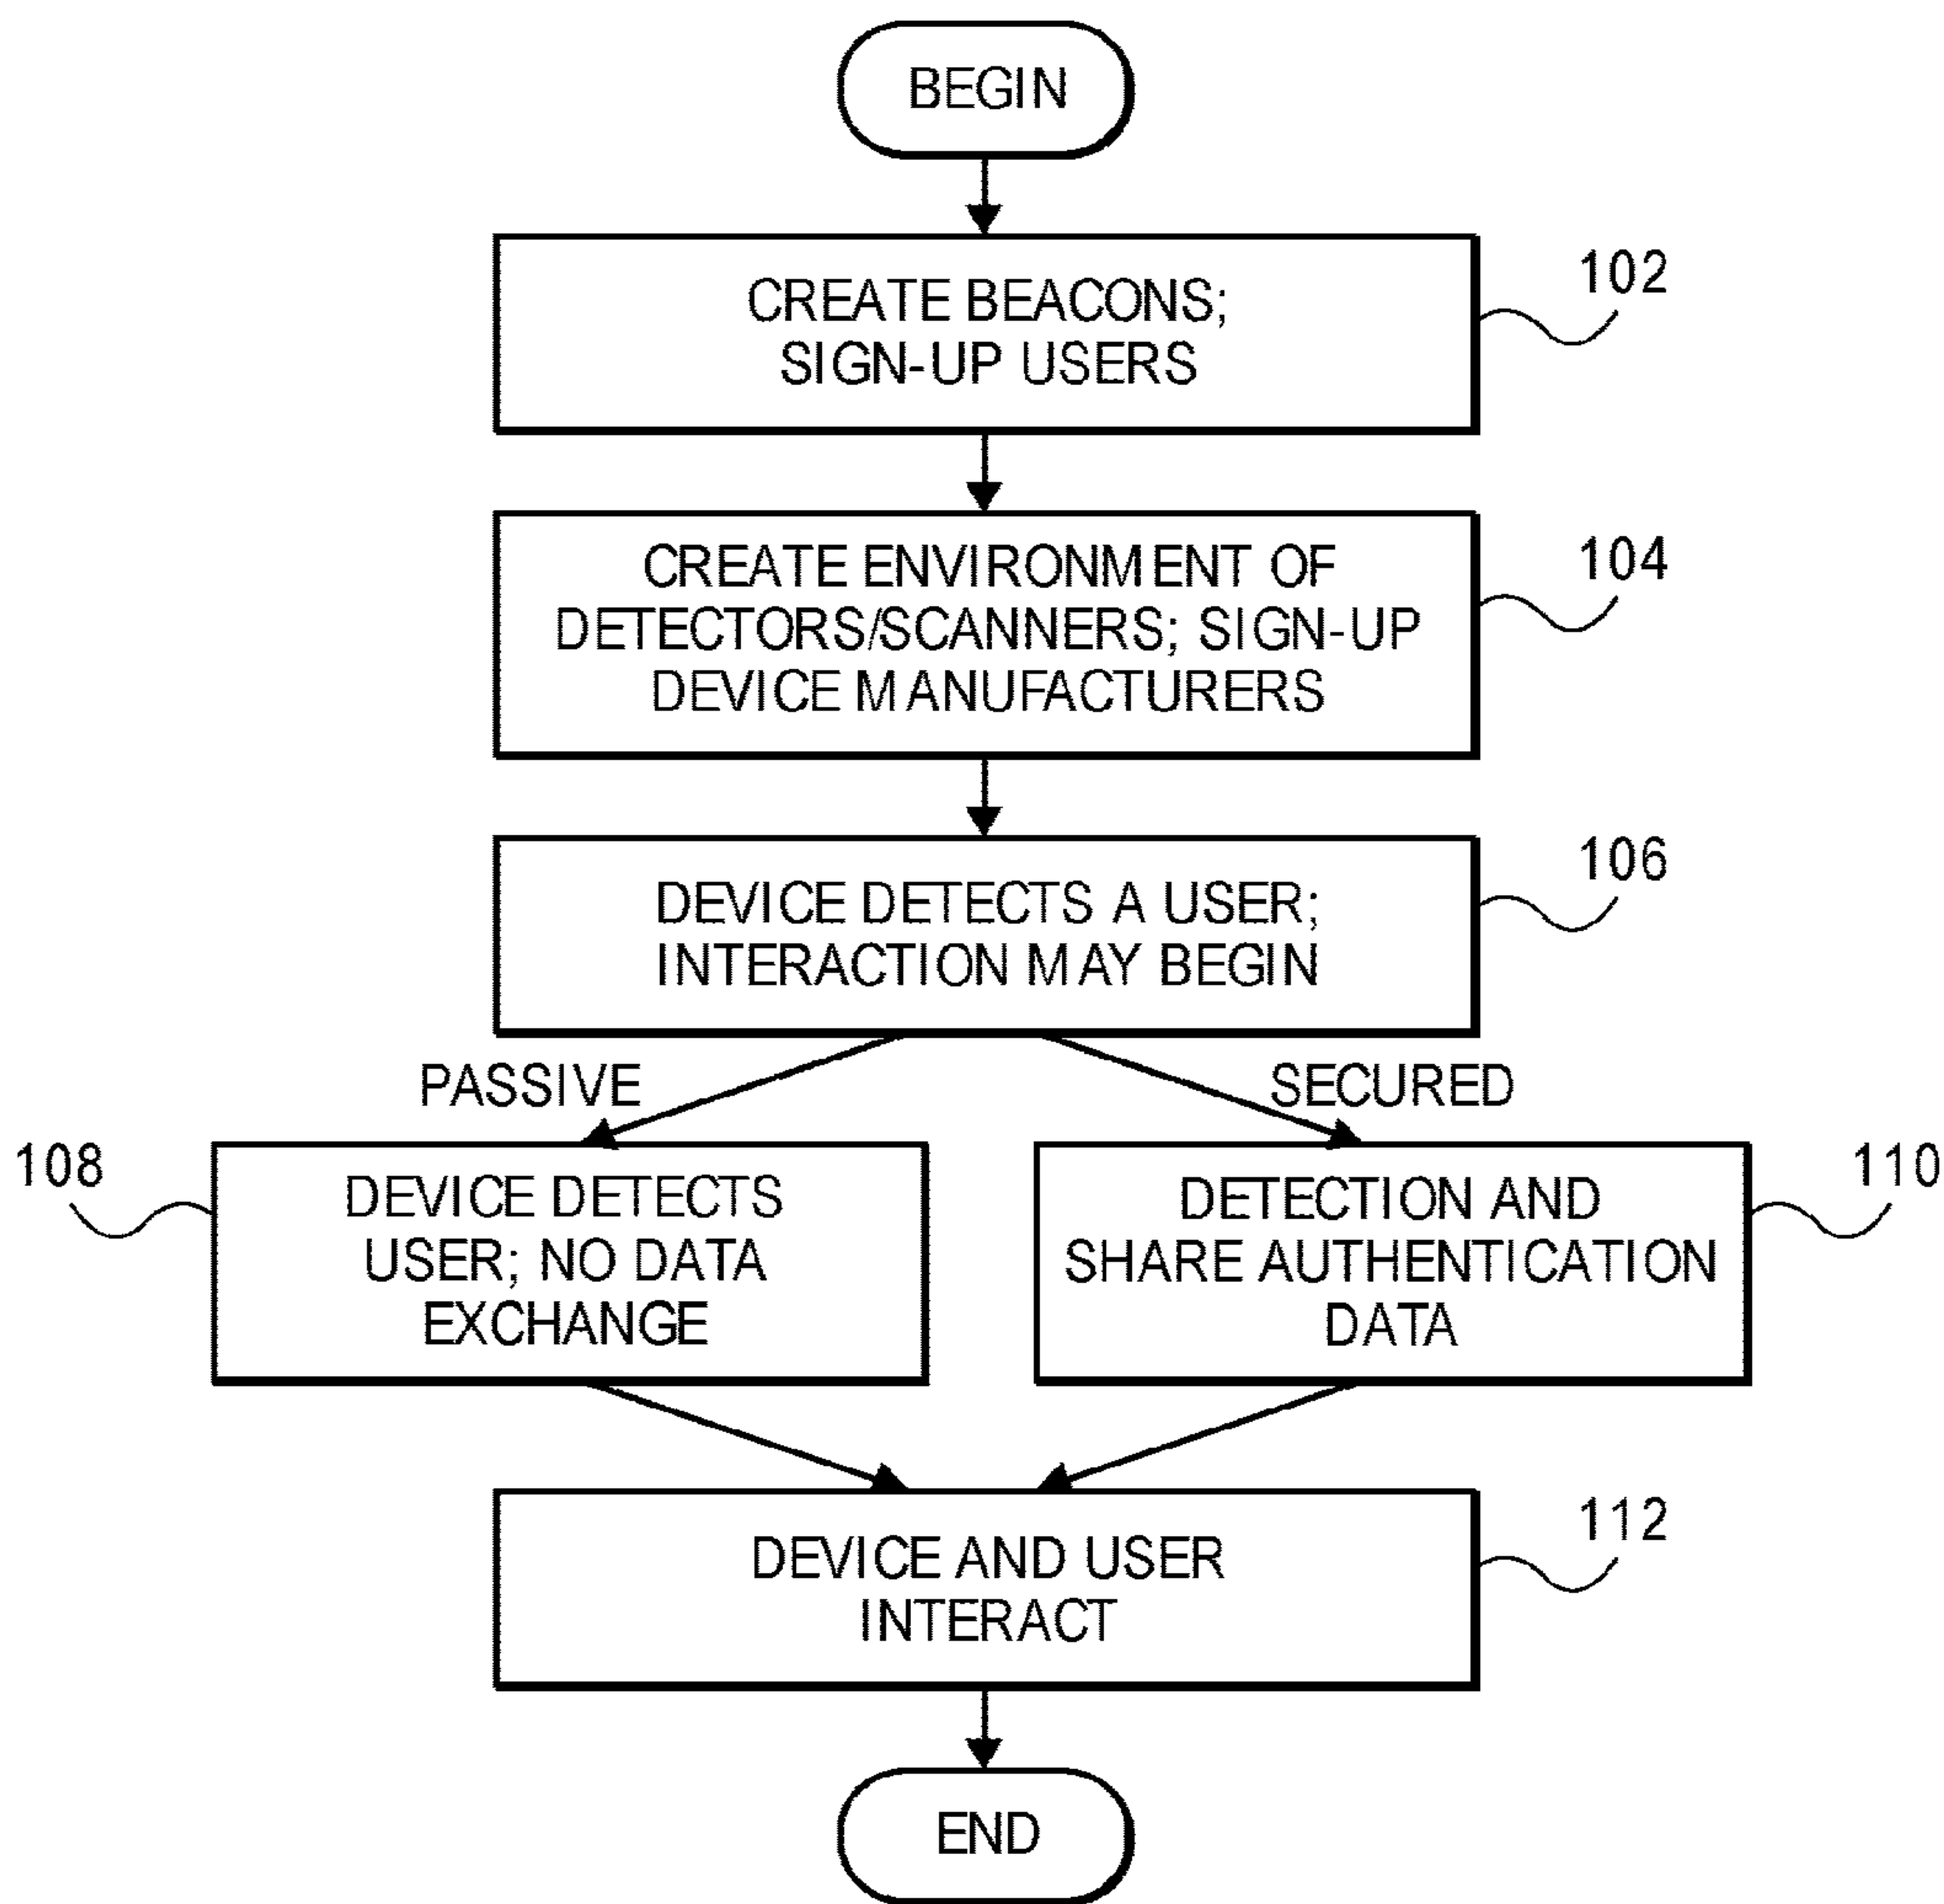 BEGIN
CREATE BEACONS;
SIGN-UP USERS
102
CREATE ENVIRONMENT OF
DETECTORS/SCANNERS; SIGN-UP
DEVICE MANUFACTURERS
104
DEVICE DETECTS A USER;
INTERACTION MAY BEGIN
106
PASSIVE
SECURED
108
DEVICE DETECTS
USER; NO DATA
EXCHANGE
DETECTION AND
SHARE AUTHENTICATION
DATA
110
DEVICE AND USER
INTERACT
112
END